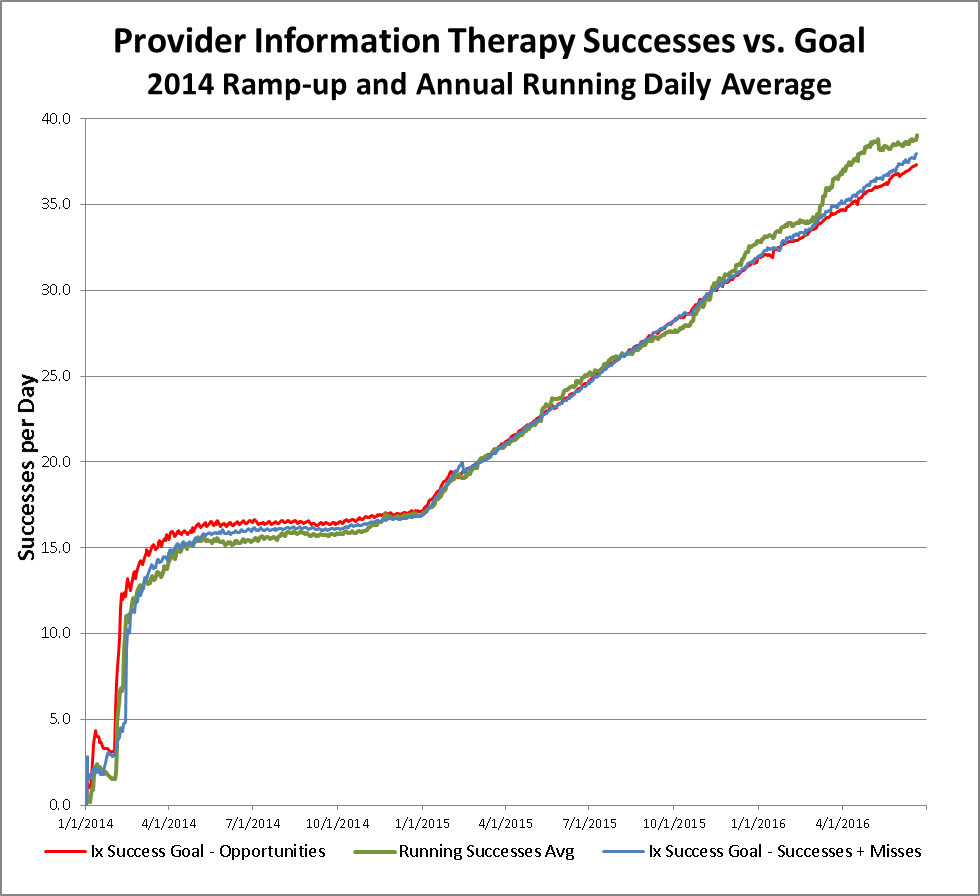 Provider Information Therapy Successes vs. Goal
2014 Ramp-up and Annual Running Daily Average
Successes per Day
40.0
35.0
30.0
25.0
20.0
15.0
10.0
5.0
0.0
1/1/2014 4/1/2014 7/1/2014 10/1/2014 1/1/2015 4/1/2015 7/1/2015 10/1/2015 1/1/2016 4/1/2016
Ix Success Goal - Opportunities Running Successes Avg Ix Success Goal - Successes + Misses